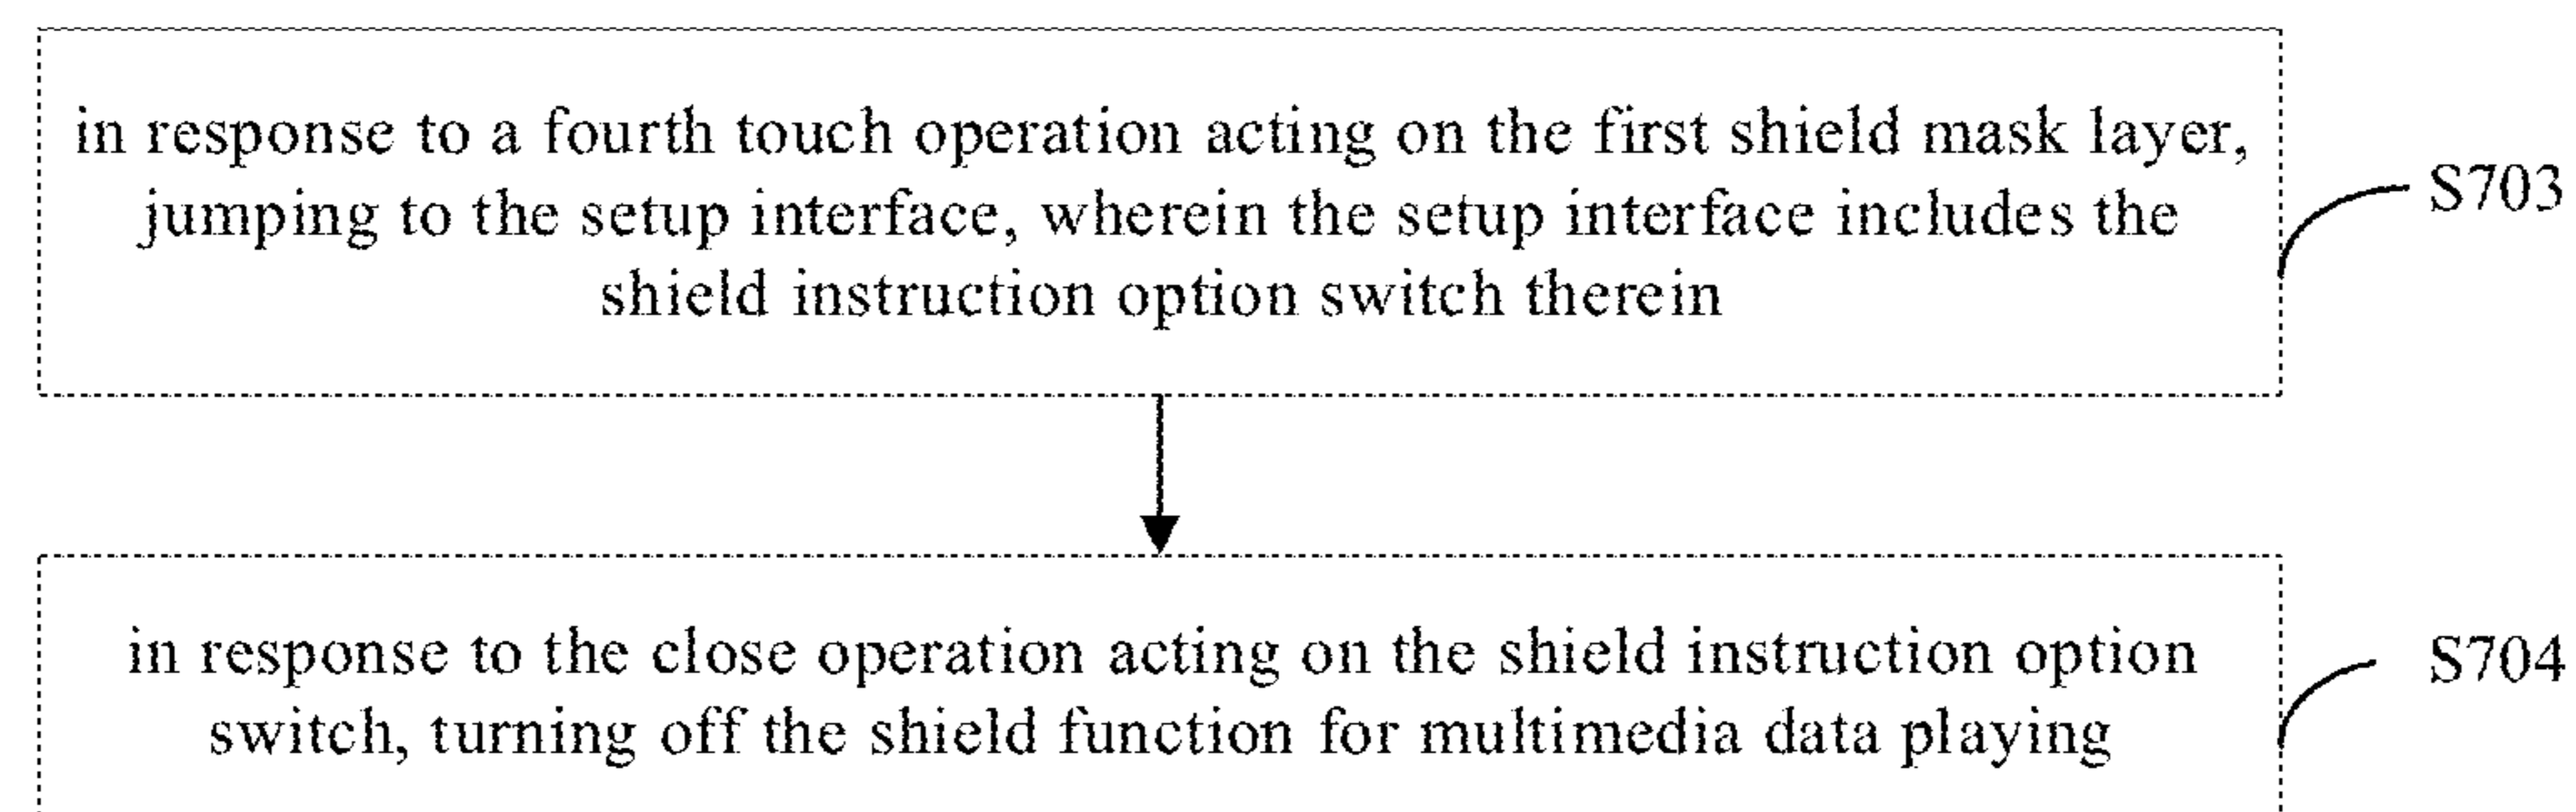 in response to a fourth touch operation acting on the first shield mask layer,
jumping to the setup interface, wherein the setup interface includes the
shield instruction option switch therein
S703
in response to the close operation acting on the shield instruction option
switch, turning off the shield function for multimedia data playing
S704